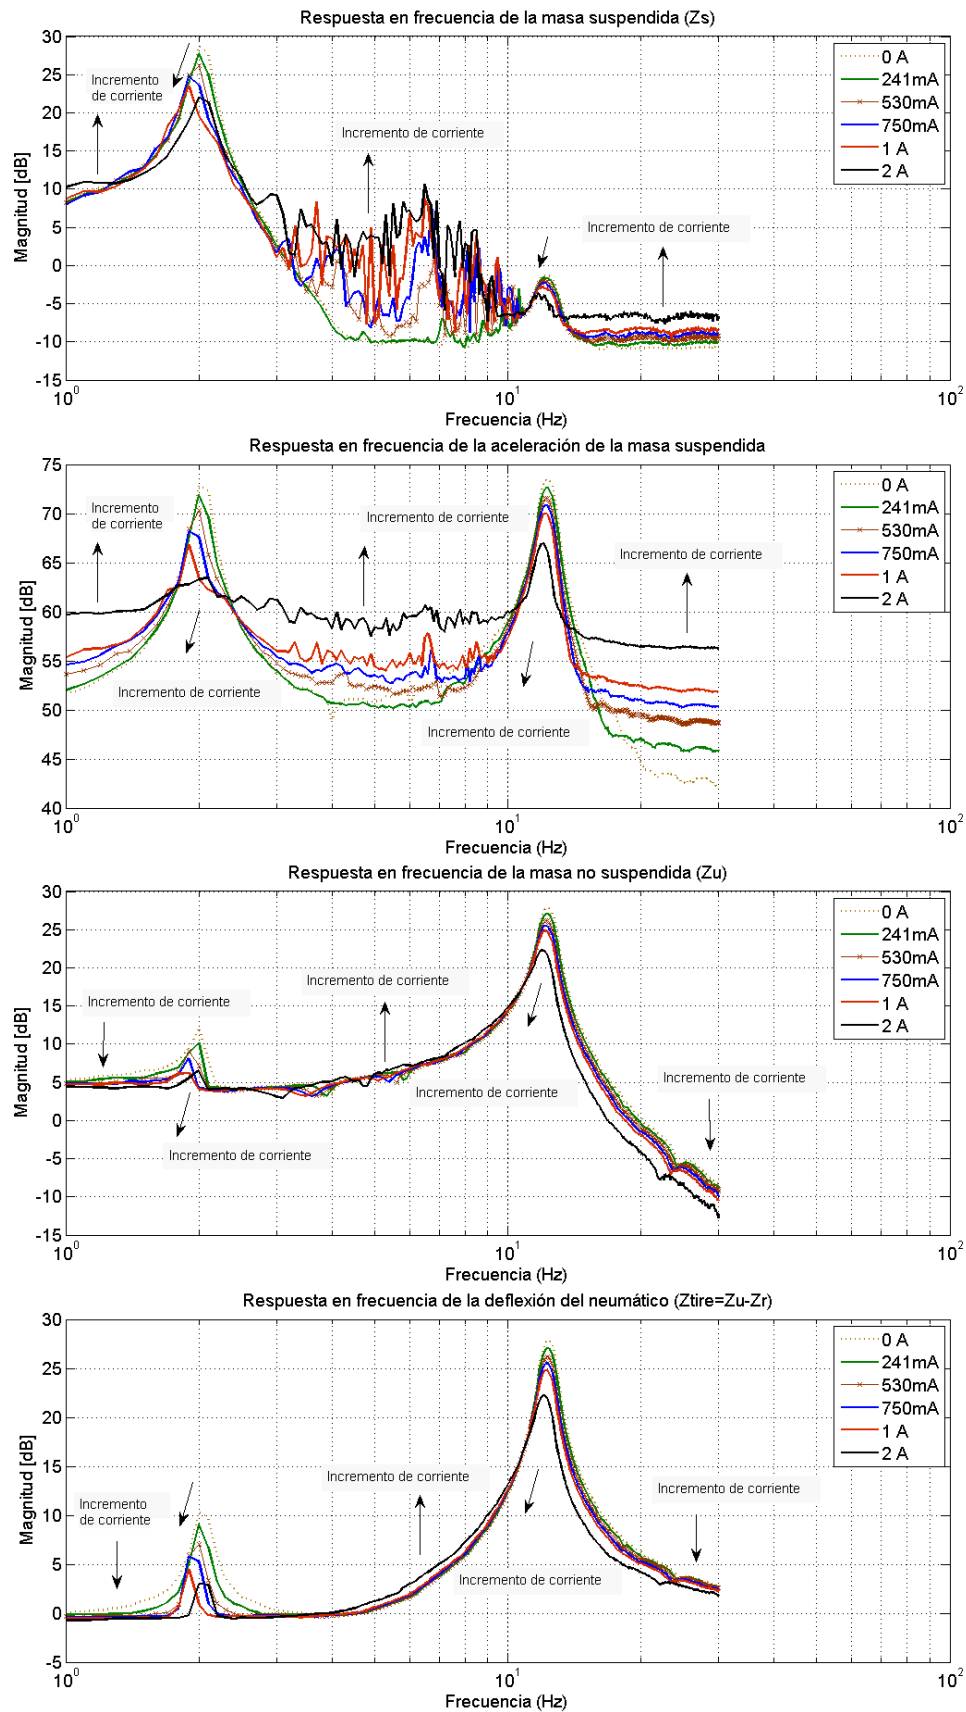 Respuesta en frecuencia de la masa suspendida (Zs)
30
25
20
15
10
5
0
-5
-10
-15
Magnitud [dB]
Incremento
de corriente
Incremento de corriente
Incremento de corriente
0 A
241mA
530mA
750mA
1 A
2 A
10^0
10^1
10^2
Frecuencia (Hz)
Respuesta en frecuencia de la aceleración de la masa suspendida
75
70
65
60
55
50
45
40
Magnitud [dB]
Incremento
de corriente
Incremento de corriente
Incremento de corriente
Incremento de corriente
Incremento de corriente
0 A
241mA
530mA
750mA
1 A
2 A
10^0
10^1
10^2
Frecuencia (Hz)
Respuesta en frecuencia de la masa no suspendida (Zu)
30
25
20
15
10
5
0
-5
-10
-15
Magnitud [dB]
Incremento de corriente
Incremento de corriente
Incremento de corriente
Incremento de corriente
Incremento de corriente
0 A
241mA
530mA
750mA
1 A
2 A
10^0
10^1
10^2
Frecuencia (Hz)
Respuesta en frecuencia de la deflexión del neumático (Ztire=Zu-Zr)
30
25
20
15
10
5
0
-5
Magnitud [dB]
Incremento
de corriente
Incremento de corriente
Incremento de corriente
Incremento de corriente
0 A
241mA
530mA
750mA
1 A
2 A
10^0
10^1
10^2
Frecuencia (Hz)